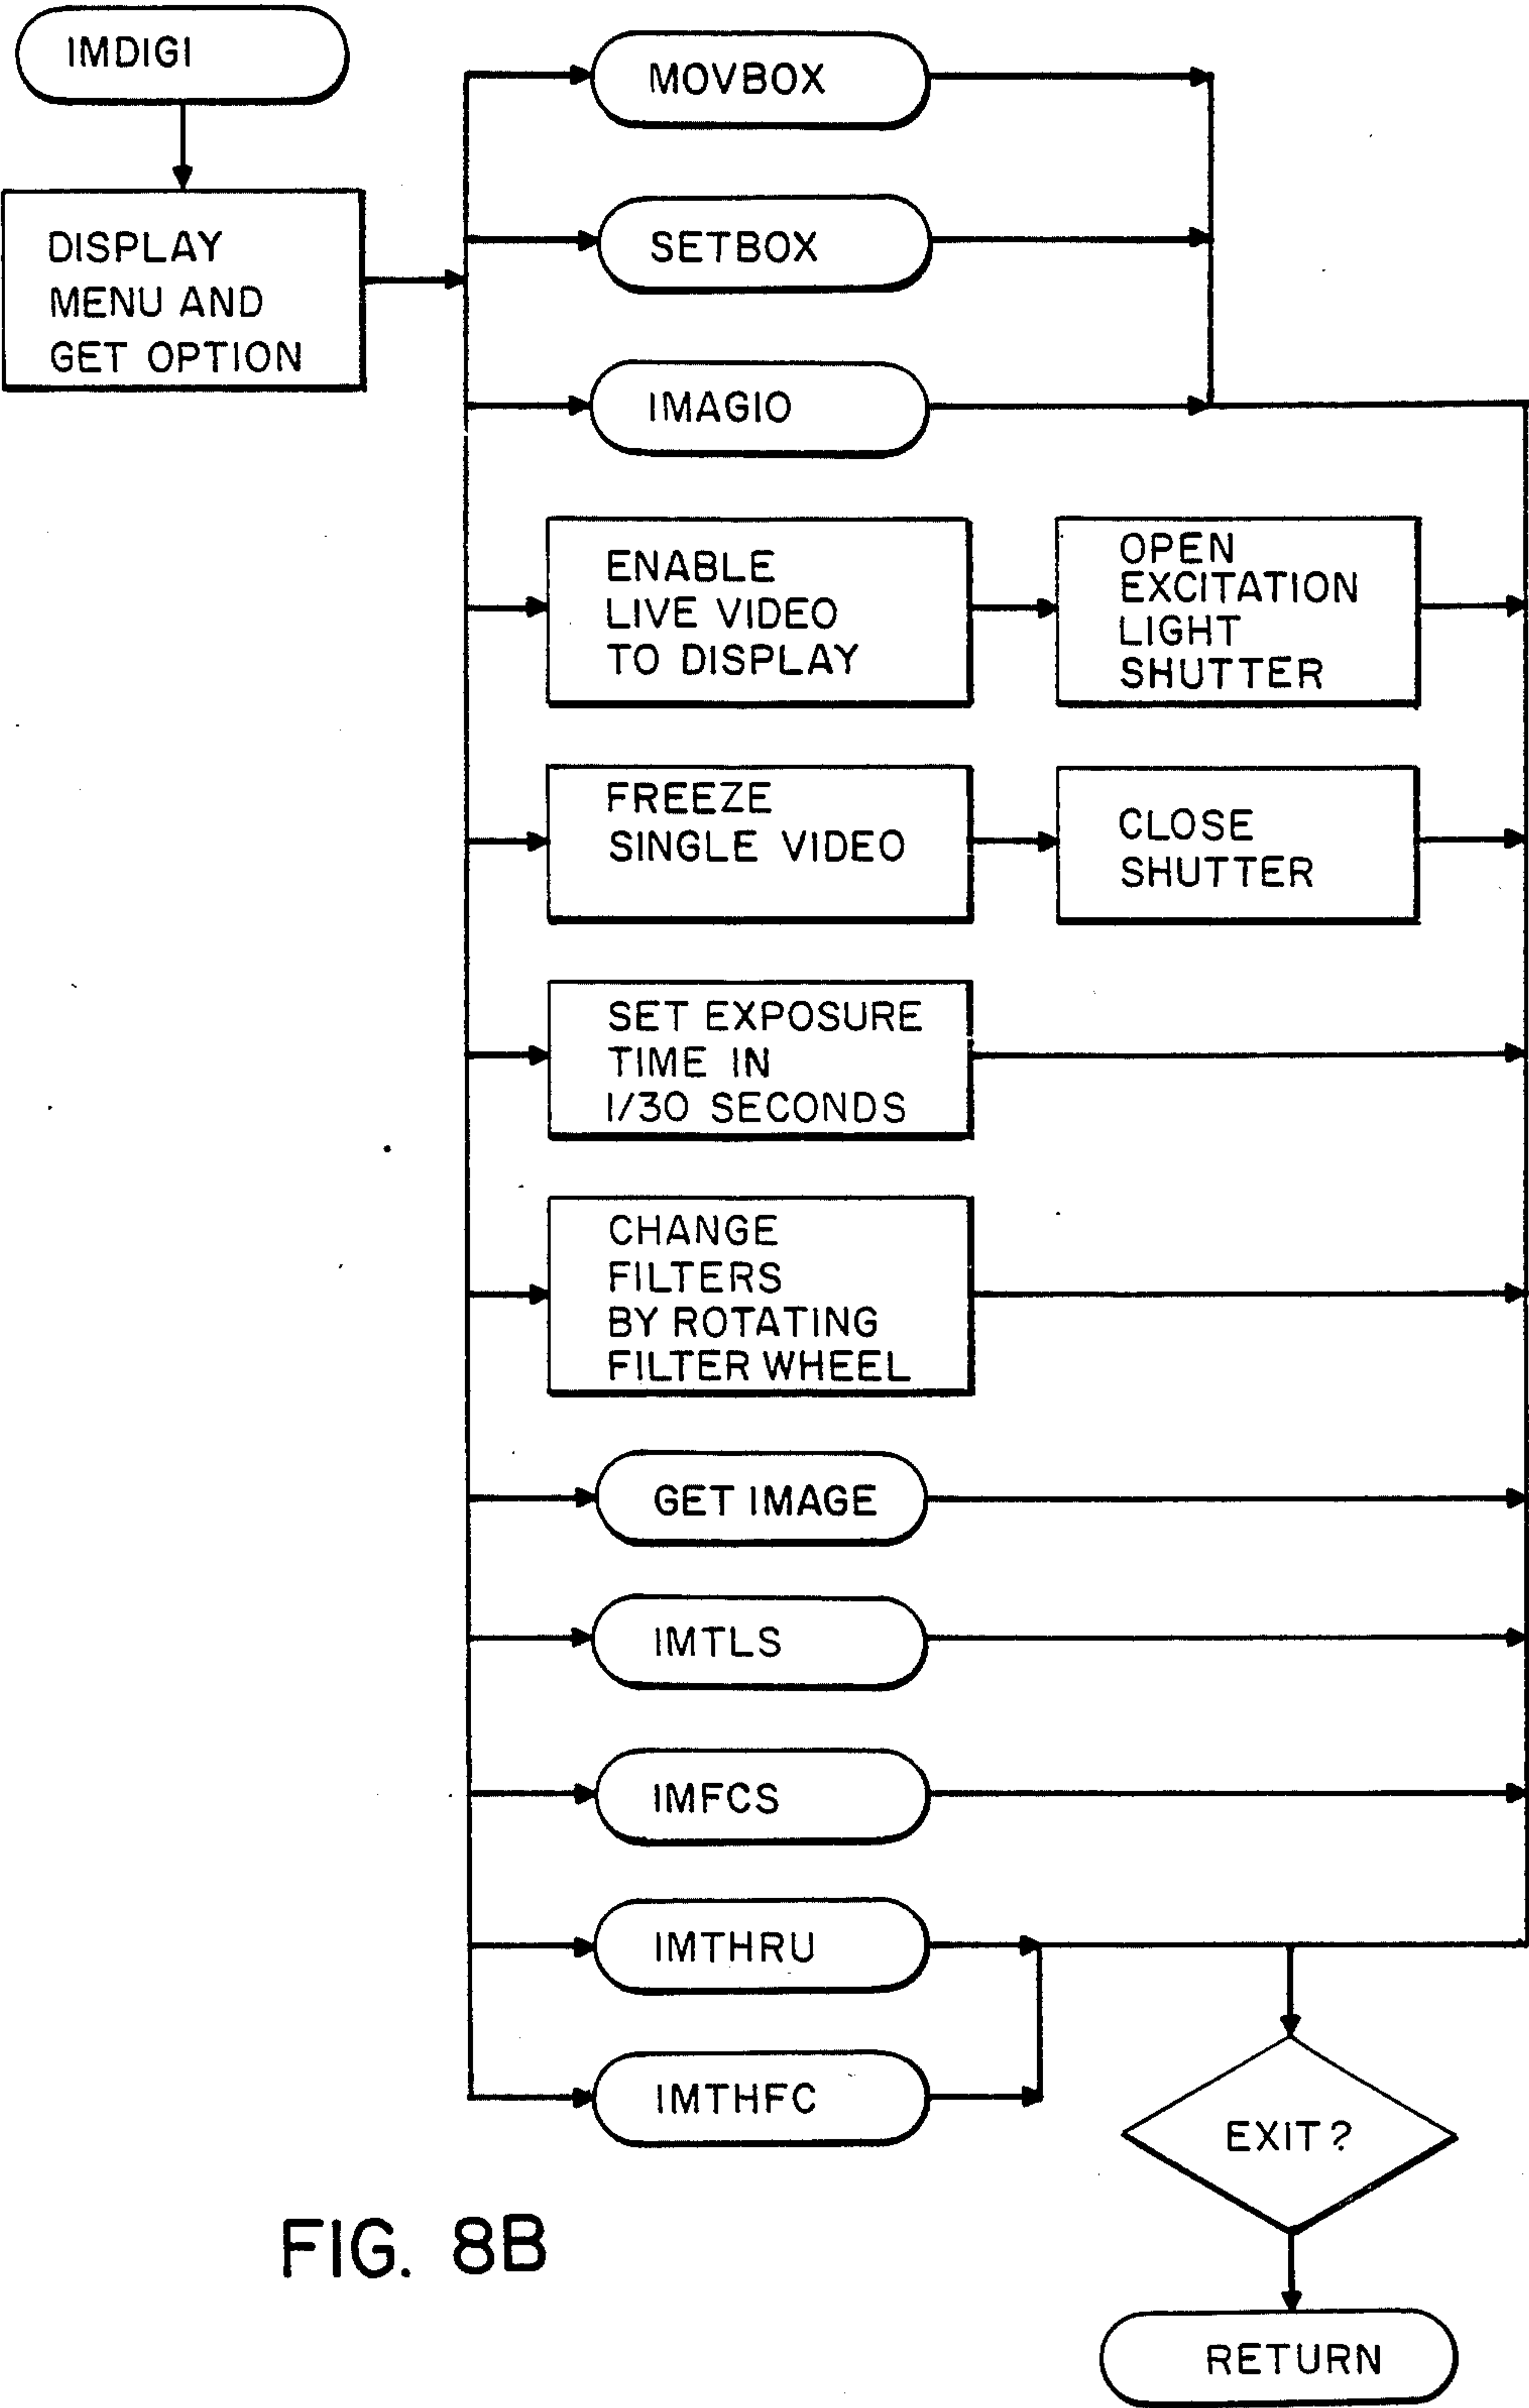 IMDIGI
DISPLAY
MENU AND
GET OPTION
MOVBOX
SETBOX
IMAGIO
ENABLE
LIVE VIDEO
TO DISPLAY
OPEN
EXCITATION
LIGHT
SHUTTER
FREEZE
SINGLE VIDEO
CLOSE
SHUTTER
SET EXPOSURE
TIME IN
1/30 SECONDS
CHANGE
FILTERS
BY ROTATING
FILTER WHEEL
GET IMAGE
IMTLS
IMFCS
IMTHRU
IMTHFC
EXIT?
RETURN
FIG. 8B